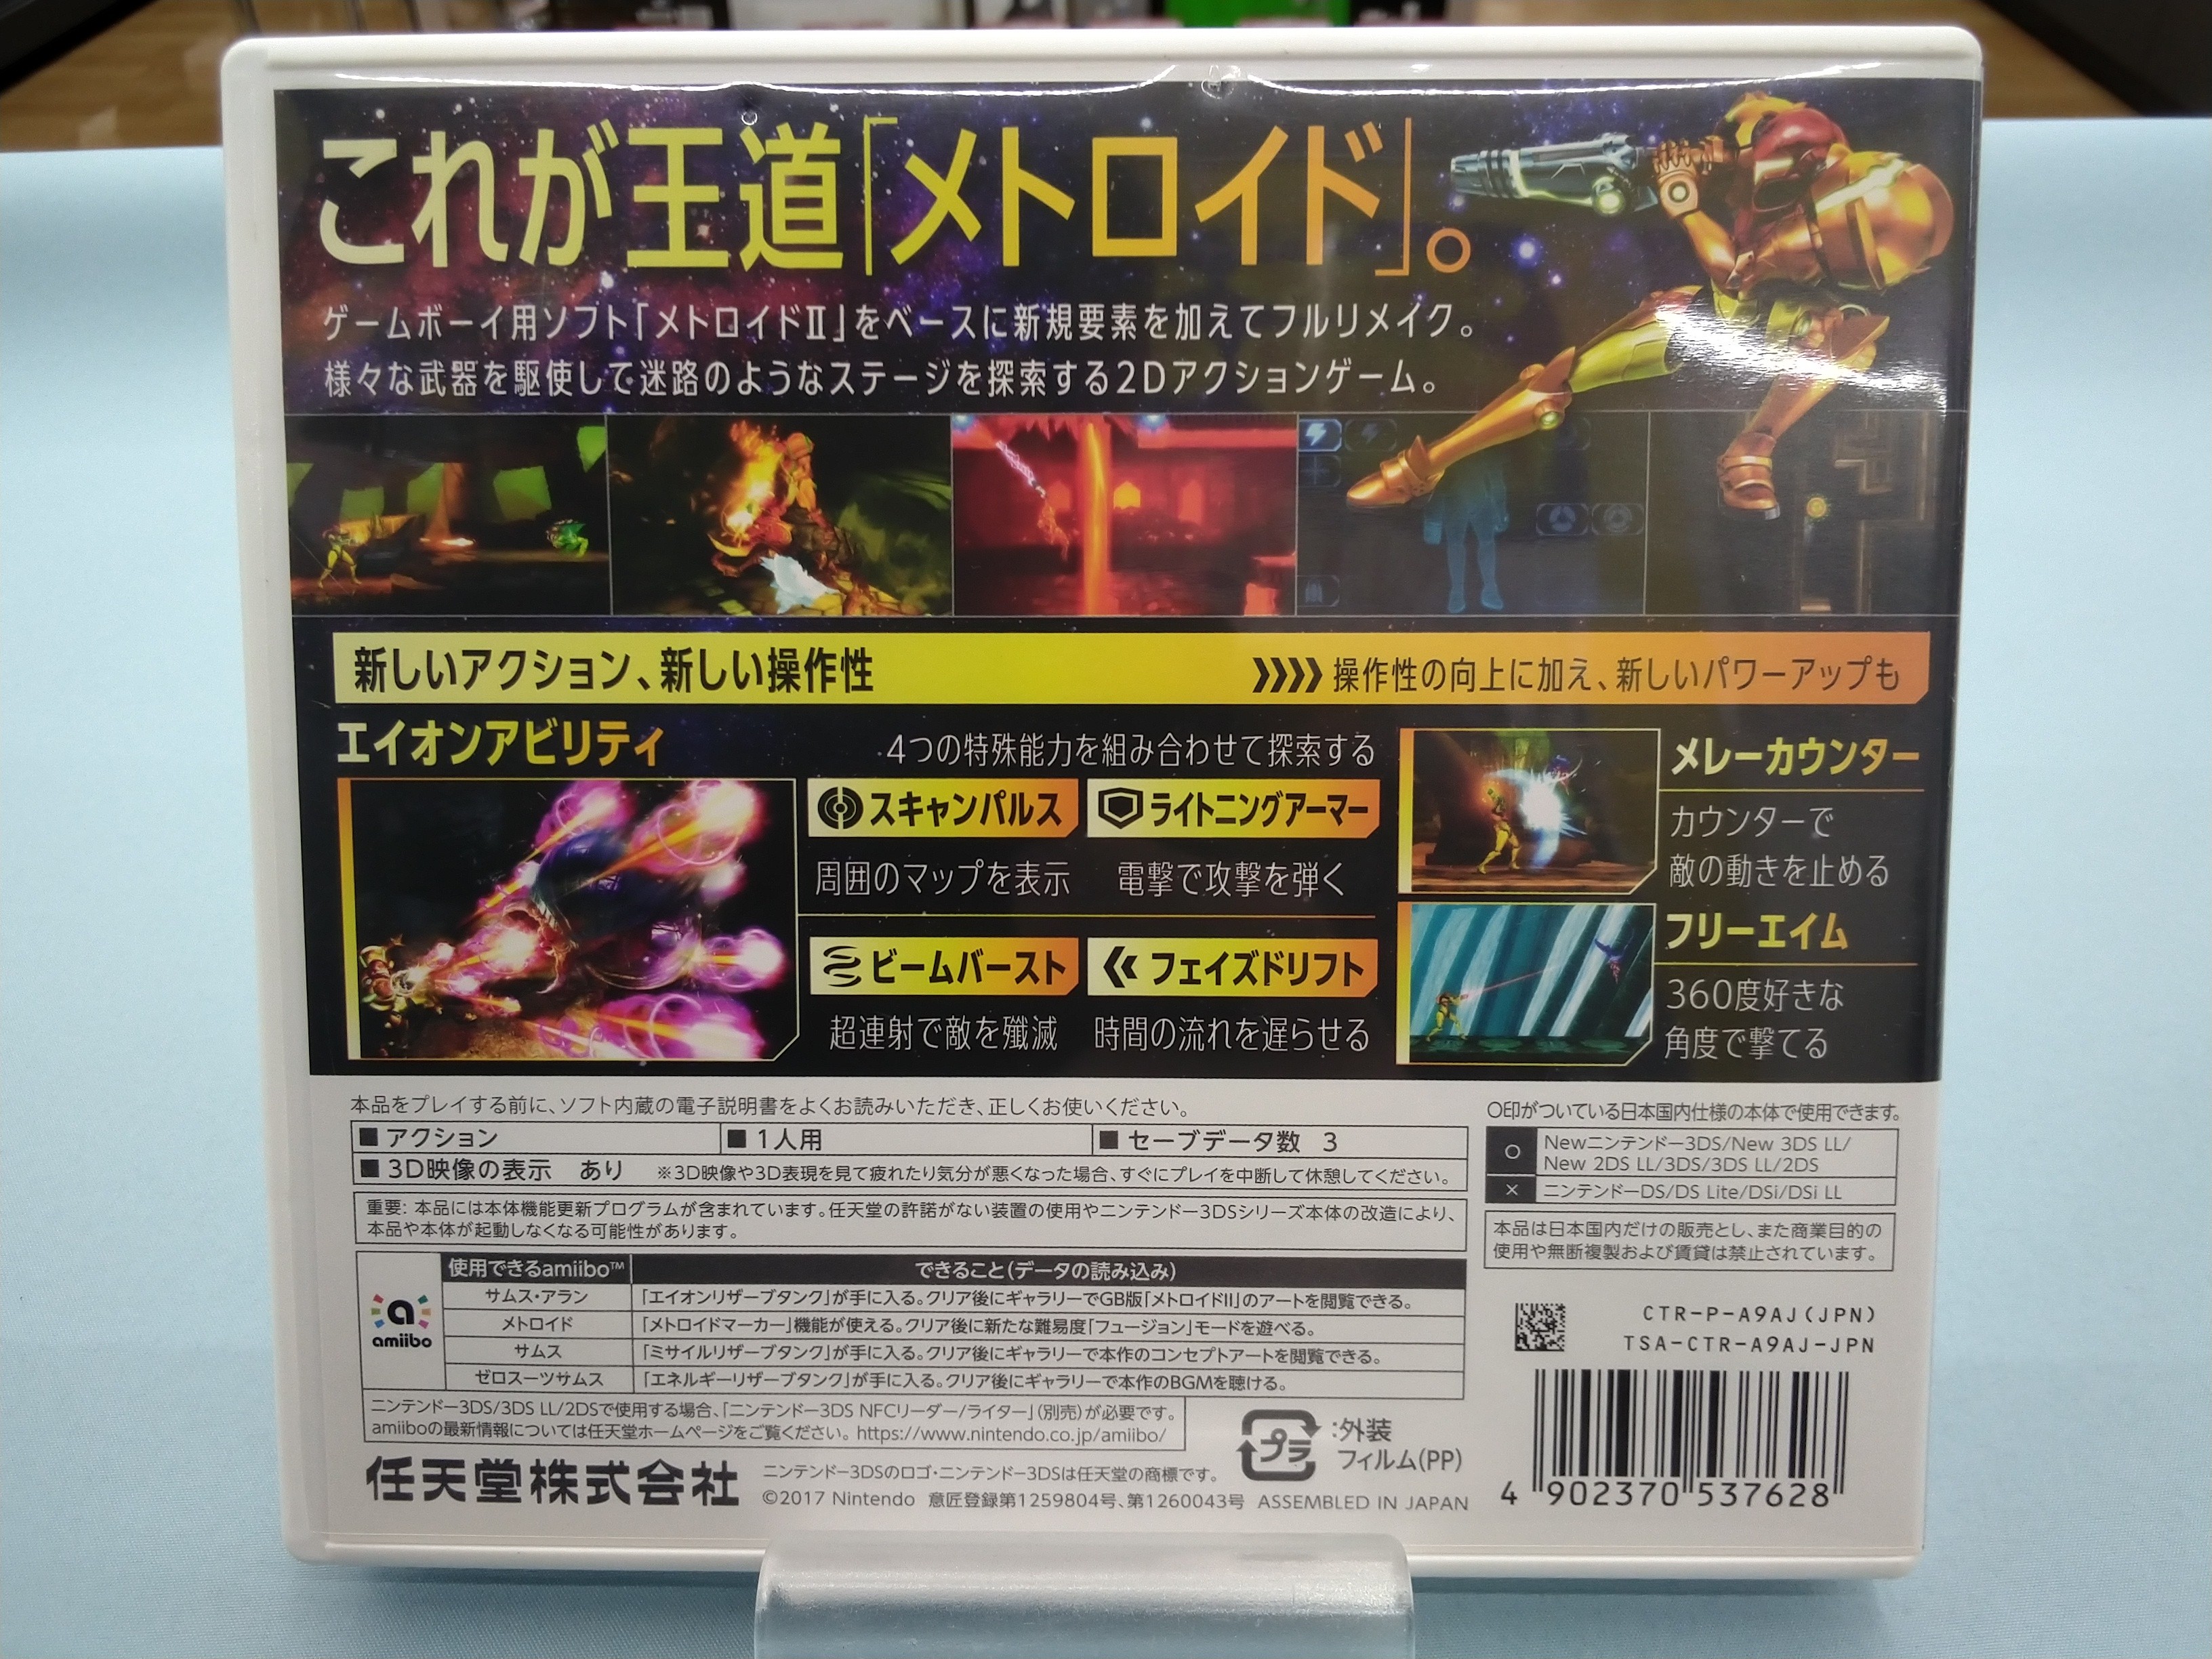 これが王道「メトロイド」。
ゲームボーイ用ソフト「メトロイドⅡ」をベースに新規要素を加えてフルリメイク。
様々な武器を駆使して迷路のようなステージを探索する2Dアクションゲーム。
新しいアクション、新しい操作性
操作性の向上に加え、新しいパワーアップも
エイオンアビリティ
4つの特殊能力を組み合わせて探索する
スキャンパルス
周囲のマップを表示
ライトニングアーマー
電撃で攻撃を弾く
ビームバースト
超連射で敵を殲滅
フェイズドリフト
時間の流れを遅らせる
メレーカウンター
カウンターで
敵の動きを止める
フリーエイム
360度好きな
角度で撃てる
本品をプレイする前に、ソフト内蔵の電子説明書をよくお読みいただき、正しくお使いください。
■ アクション
■ 1人用
■ セーブデータ数 3
■ 3D映像の表示 あり ※3D映像や3D表現を見て疲れたり気分が悪くなった場合、すぐにプレイを中断して休憩してください。
重要: 本品には本体機能更新プログラムが含まれています。任天堂の許諾がない装置の使用やニンテンドー3DSシリーズ本体の改造により、
本品や本体が起動しなくなる可能性があります。
amiibo
使用できるamiibo™ できること(データの読み込み)
サムス・アラン 「エイオンリザーブタンク」が手に入る。クリア後にギャラリーでGB版「メトロイドII」のアートを閲覧できる。
メトロイド 「メトロイドマーカー」機能が使える。クリア後に新たな難易度「フュージョン」モードを遊べる。
サムス 「ミサイルリザーブタンク」が手に入る。クリア後にギャラリーで本作のコンセプトアートを閲覧できる。
ゼロスーツサムス 「エネルギーリザーブタンク」が手に入る。クリア後にギャラリーで本作のBGMを聴ける。
ニンテンドー3DS/3DS LL/2DSで使用する場合、「ニンテンドー3DS NFCリーダー/ライター」(別売)が必要です。
amiiboの最新情報については任天堂ホームページをご覧ください。 https://www.nintendo.co.jp/amiibo/
プラ
:外装
フィルム(PP)
任天堂株式会社
ニンテンドー3DSのロゴ・ニンテンドー3DSは任天堂の商標です。
©2017 Nintendo 意匠登録第1259804号、第1260043号 ASSEMBLED IN JAPAN
○印がついている日本国内仕様の本体で使用できます。
○ Newニンテンドー3DS/New 3DS LL/
New 2DS LL/3DS/3DS LL/2DS
× ニンテンドーDS/DS Lite/DSi/DSi LL
本品は日本国内だけの販売とし、また商業目的の
使用や無断複製および賃貸は禁止されています。
CTR-P-A9AJ(JPN)
TSA-CTR-A9AJ-JPN
4 902370 537628